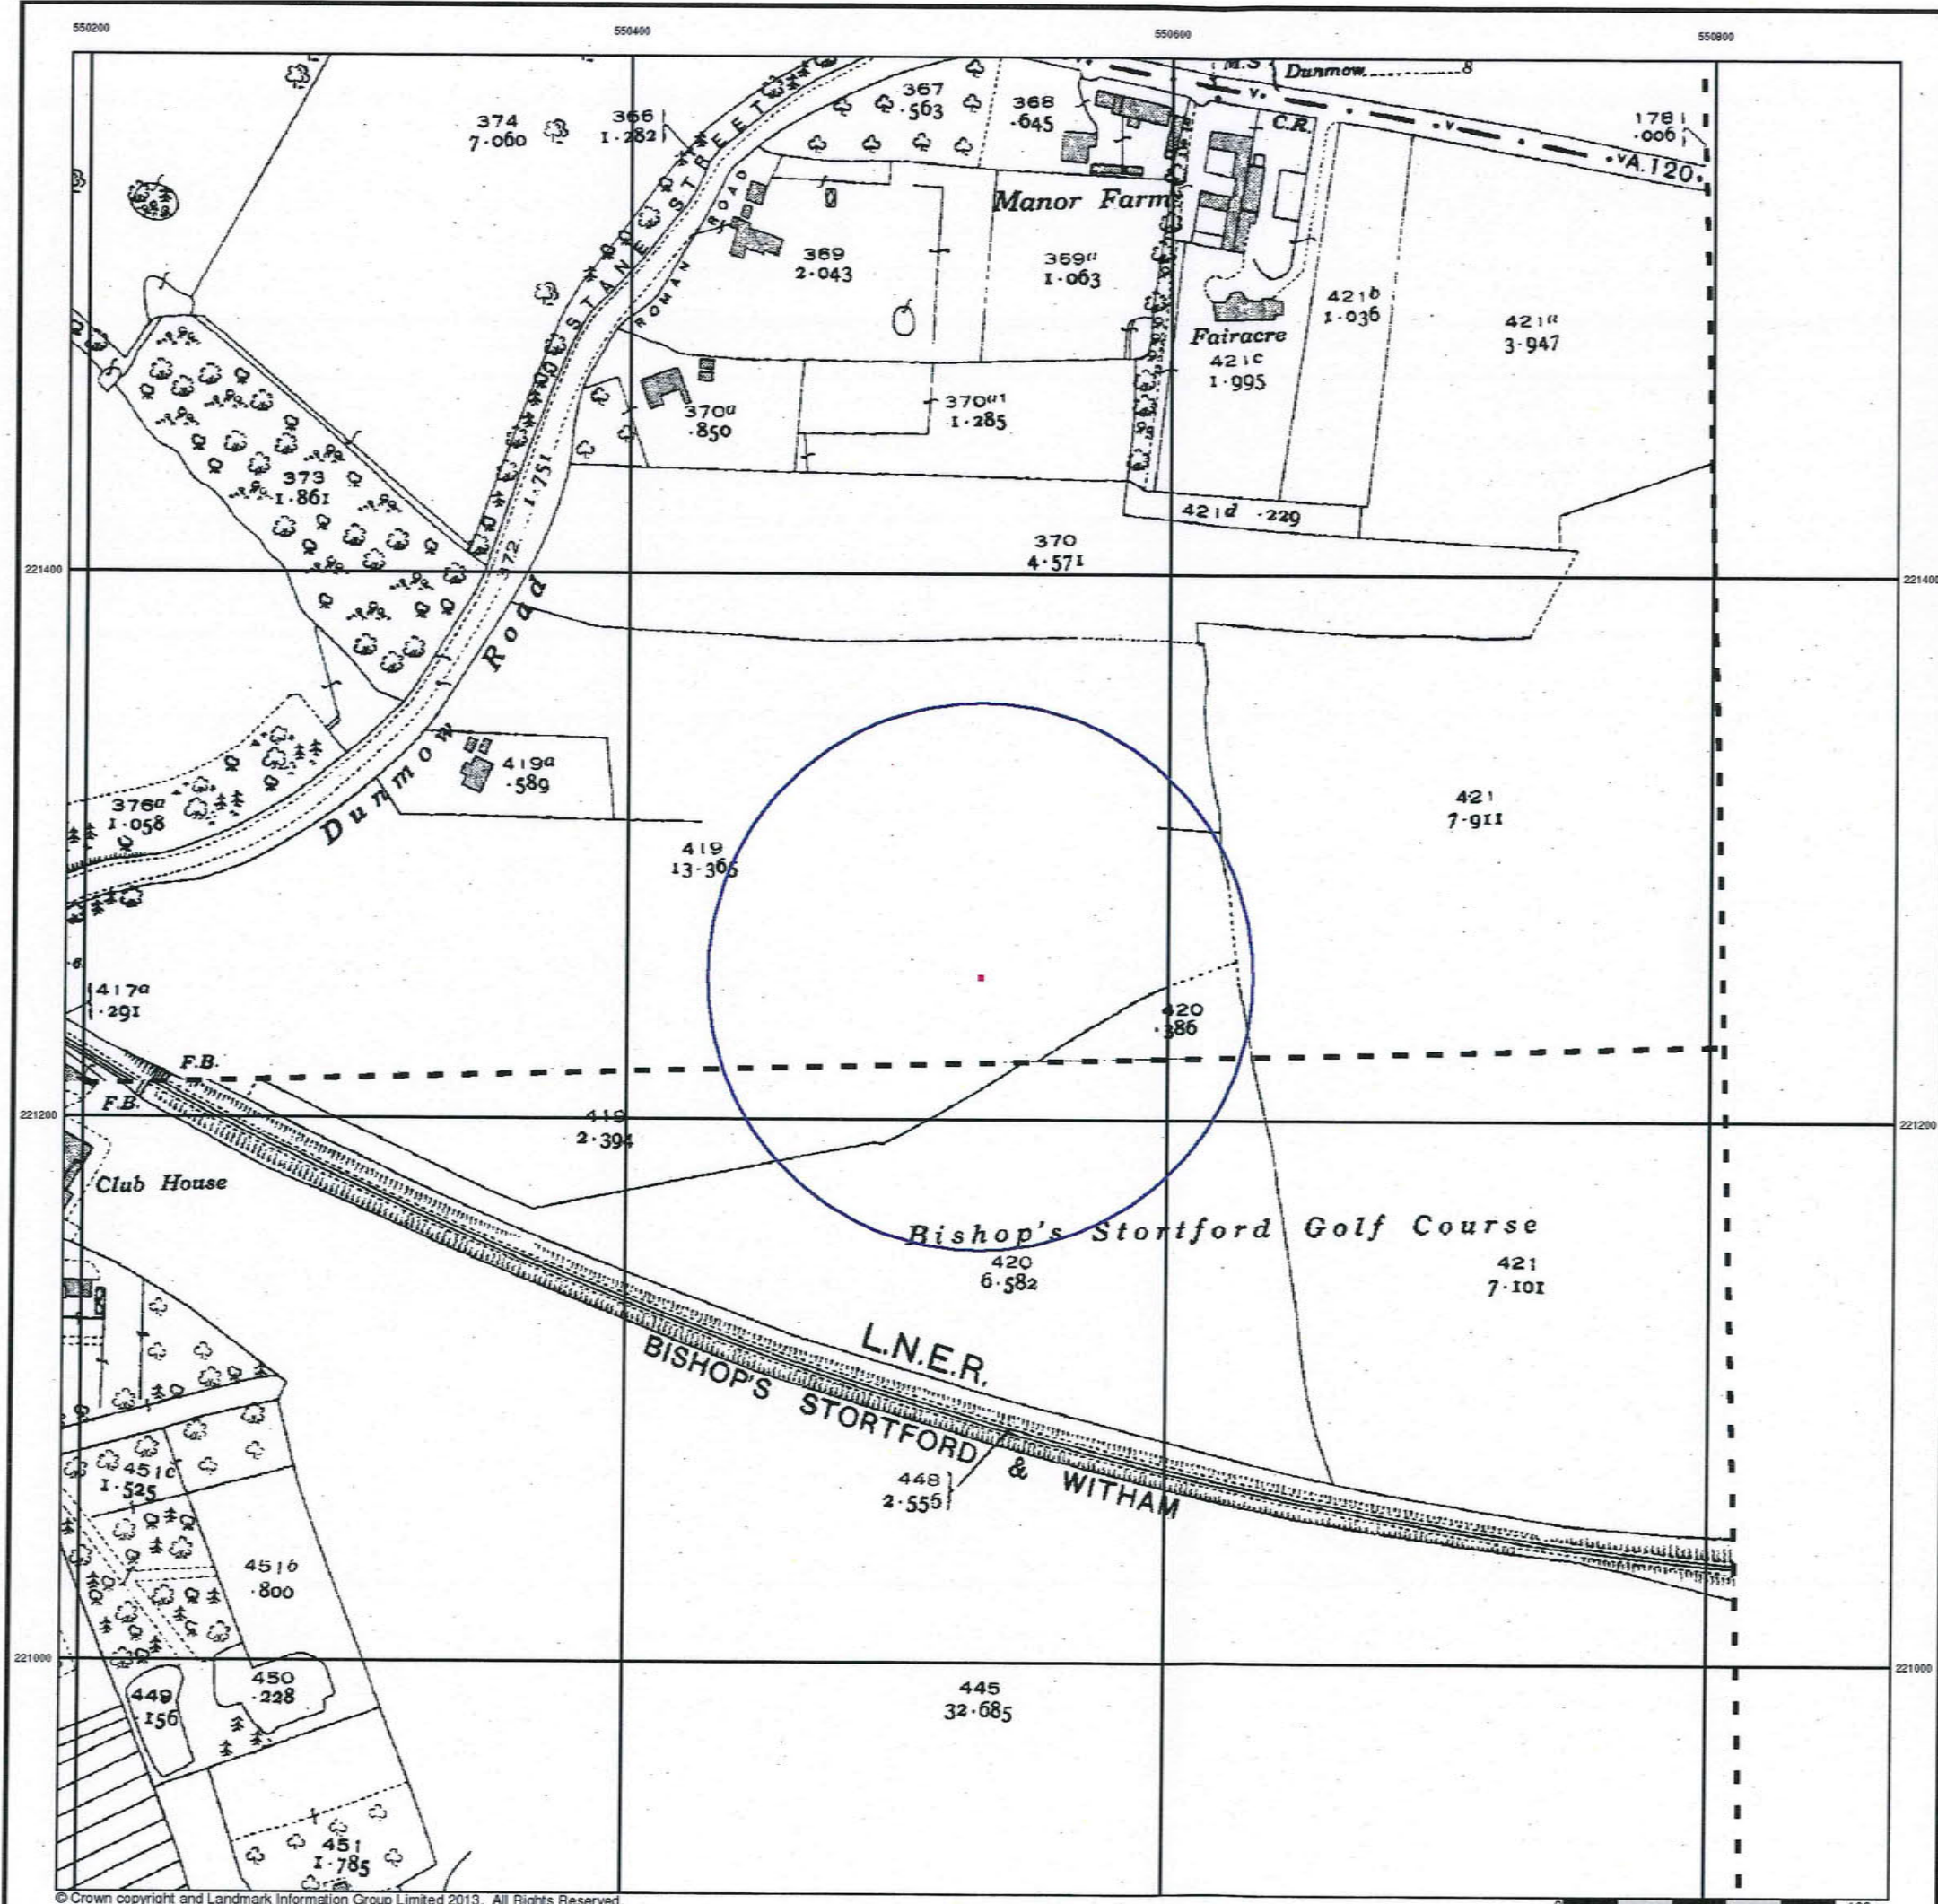 550200
550400
550600
550800
M.S
Dunmow 8
374
7·060
366
1·282
367
·563
368
·645
C.R.
1781
·006
A.120.
STANE STREET
ROMAN ROAD
Manor Farm
369
2·043
369a
1·063
421b
1·036
421a
3·947
Fairacre
421c
1·995
370a
·850
370a1
1·285
373
1·861
372
1·751
421d ·229
370
4·571
221400
221400
Dunmow Road
419a
·589
376a
1·058
421
7·911
419
13·365
·6
417a
·291
420
·386
F.B.
F.B.
221200
419
2·394
221200
Club House
Bishop's Stortford Golf Course
420
6·582
421
7·101
L.N.E.R.
BISHOP'S STORTFORD & WITHAM
448
2·555
451c
1·525
451b
·800
221000
221000
450
·228
449
·156
445
32·685
451
1·785
© Crown copyright and Landmark Information Group Limited 2013. All Rights Reserved